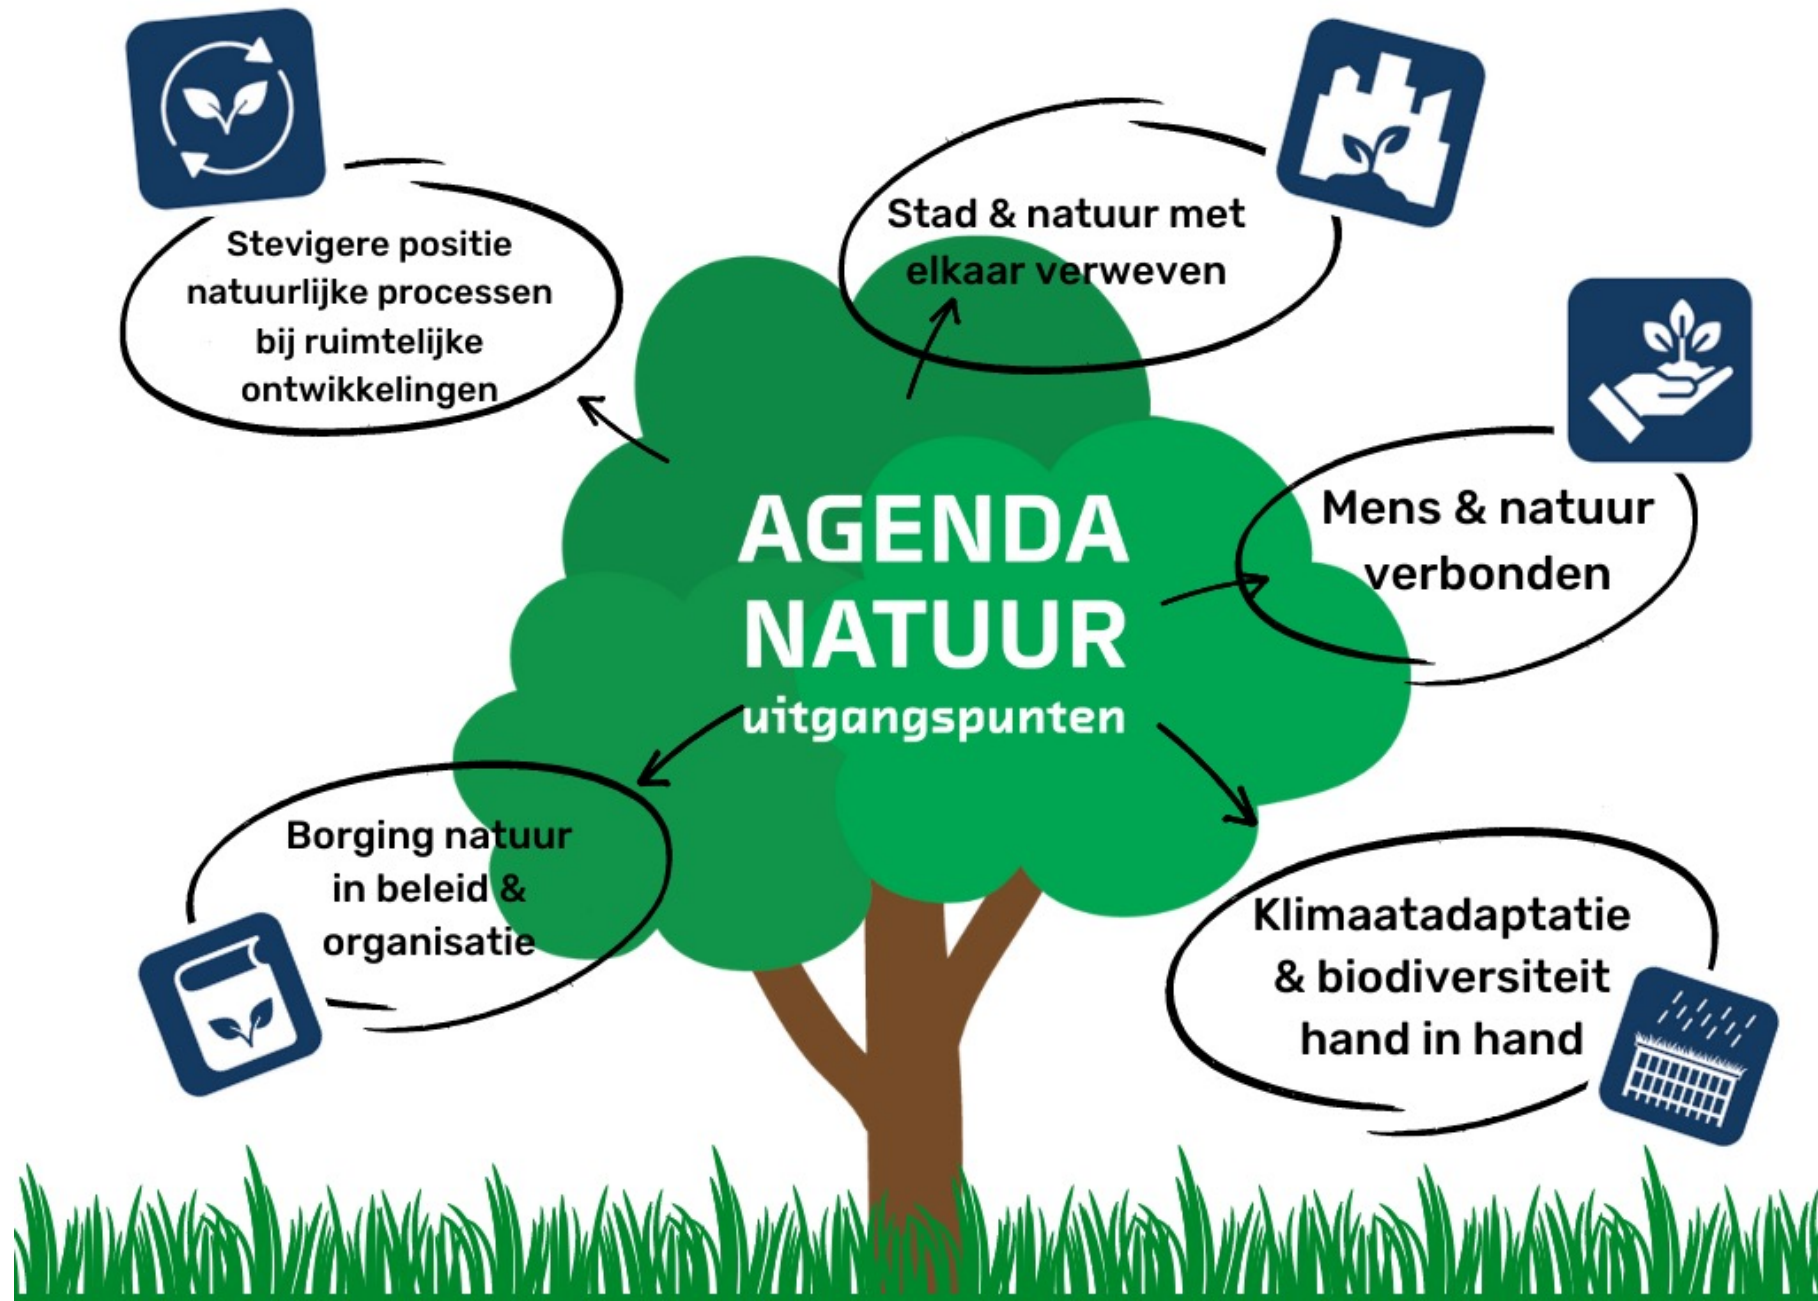 Stevigere positie
natuurlijke processen
bij ruimtelijke
ontwikkelingen
Stad & natuur met
elkaar verweven
Mens & natuur
verbonden
AGENDA
NATUUR
uitgangspunten
Borging natuur
in beleid &
organisatie
Klimaatadaptatie
& biodiversiteit
hand in hand